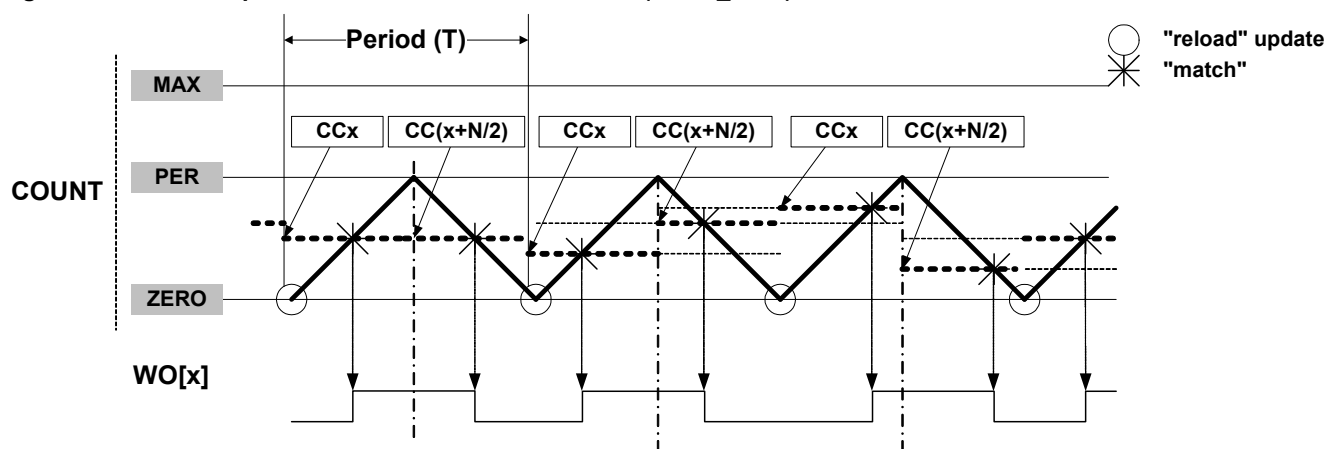 Period (T)
"reload" update
"match"
MAX
CCx
CC(x+N/2)
CCx
CC(x+N/2)
CCx
CC(x+N/2)
PER
COUNT
ZERO
WO[x]